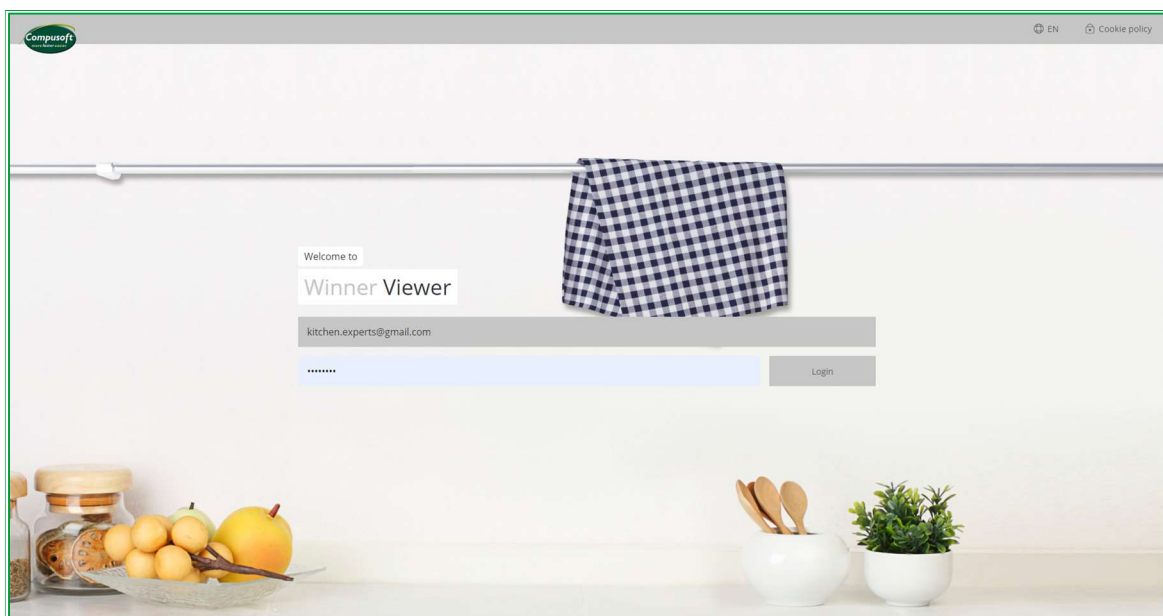 Compusoft
EN
Cookie policy
Welcome to
Winner Viewer
kitchen.experts@gmail.com
••••••••
Login